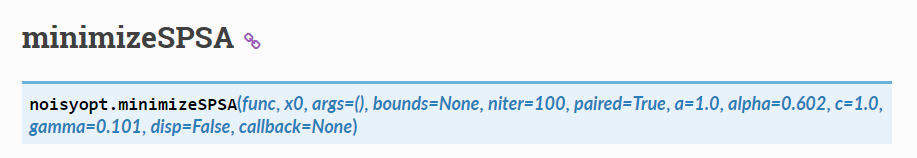 minimizeSPSA
noisyopt.minimizeSPSA(func, x0, args=(), bounds=None, niter=100, paired=True, a=1.0, alpha=0.602, c=1.0,
gamma=0.101, disp=False, callback=None)